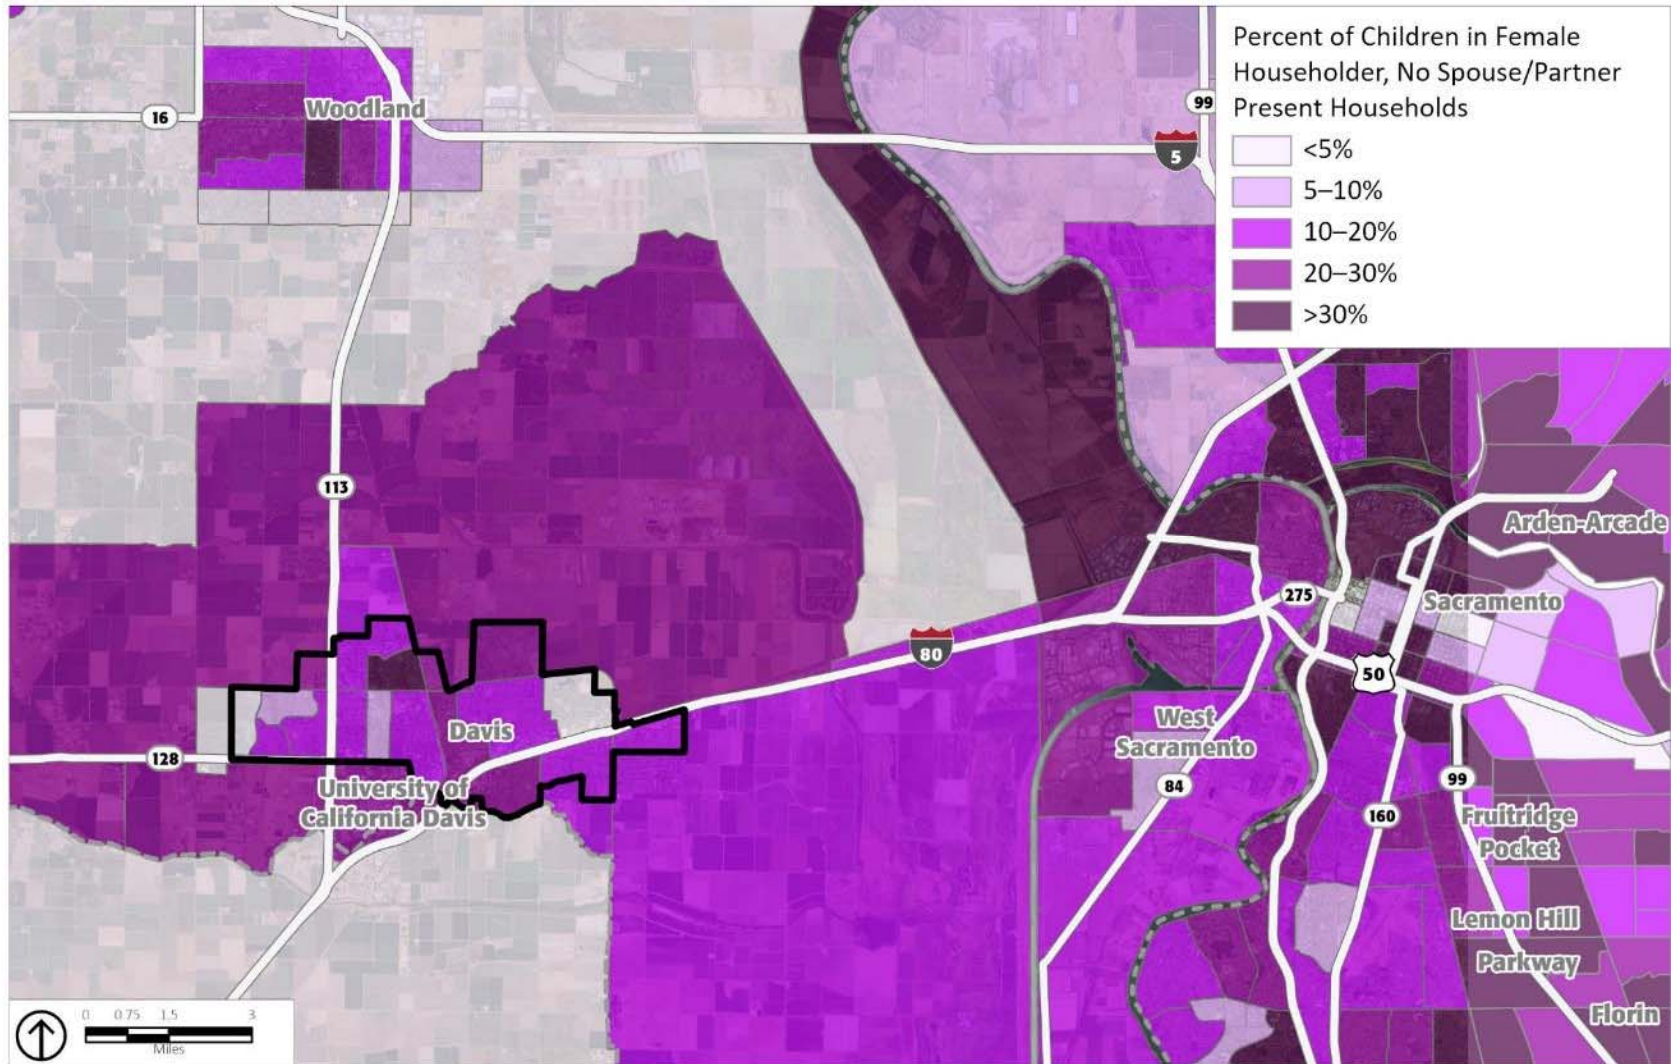 Percent of Children in Female
Householder, No Spouse/Partner
Present Households
<5%
5–10%
10–20%
20–30%
>30%
Woodland
16
99
5
113
Arden-Arcade
275
Sacramento
80
50
Davis
West
Sacramento
128
84
99
University of
California Davis
160
Fruitridge
Pocket
Lemon Hill
Parkway
Florin
0 0.75 1.5 3
Miles